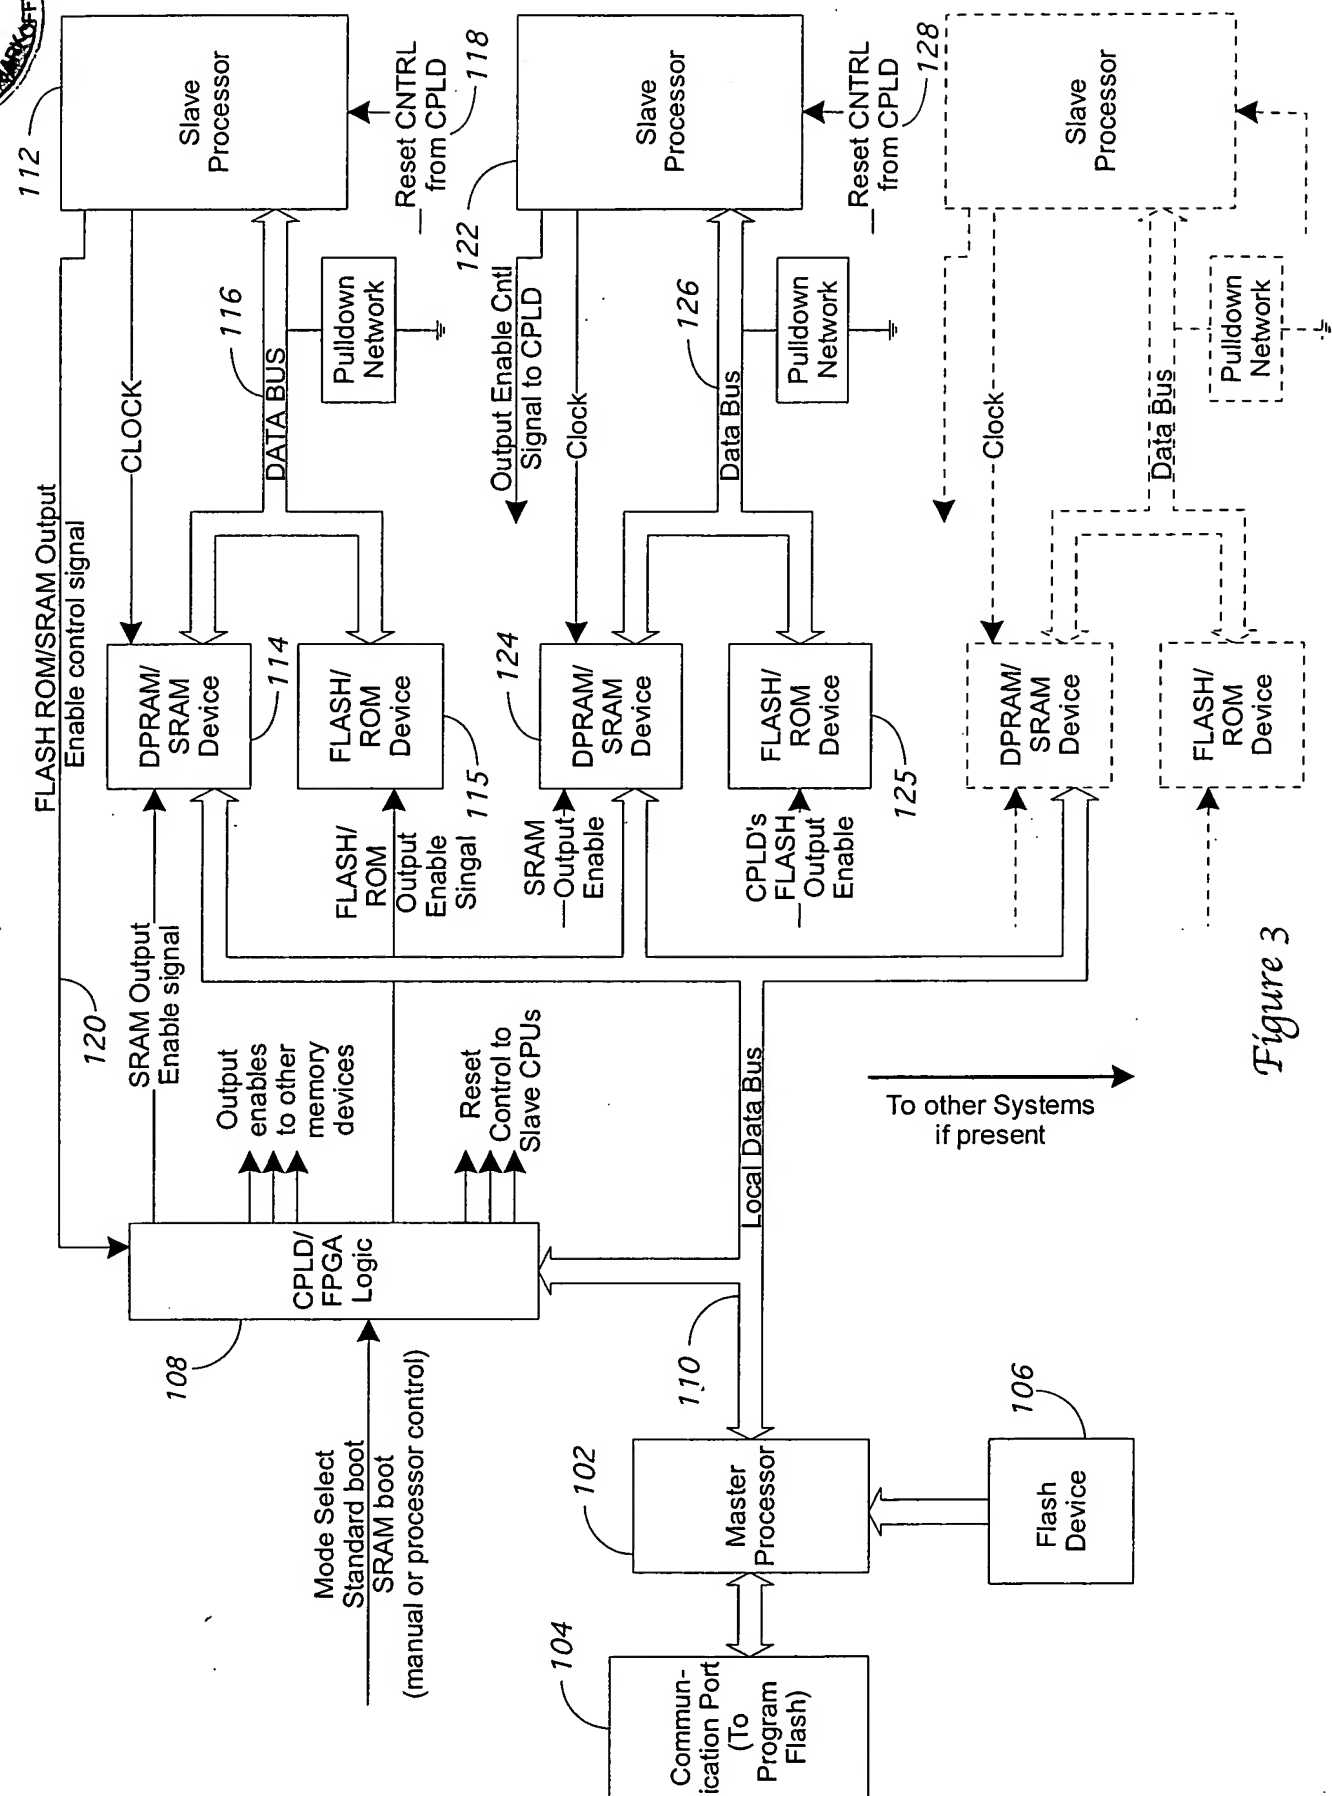 112
Slave
Processor
Reset CNTRL
from CPLD
118
FLASH ROM/SRAM Output
Enable control signal
CLOCK
116
DATA BUS
Pulldown
Network
120
SRAM Output
Enable signal
DPRAM/
SRAM
Device
114
FLASH/
ROM
Device
115
FLASH/
ROM
Output
Enable
Singal
122
Slave
Processor
Reset CNTRL
from CPLD
128
Output Enable Cntl
Signal to CPLD
Clock
126
Data Bus
Pulldown
Network
124
DPRAM/
SRAM
Device
SRAM
Output
Enable
FLASH/
ROM
Device
125
CPLD's
FLASH
Output
Enable
Slave
Processor
Clock
Data Bus
Pulldown
Network
DPRAM/
SRAM
Device
FLASH/
ROM
Device
Output
enables
to other
memory
devices
Reset
Control to
Slave CPUs
CPLD/
FPGA
Logic
108
Mode Select
Standard boot
SRAM boot
(manual or processor control)
Local Data Bus
110
To other Systems
if present
102
Master
Processor
106
Flash
Device
104
Commun-
ication Port
(To
Program
Flash)
Figure 3